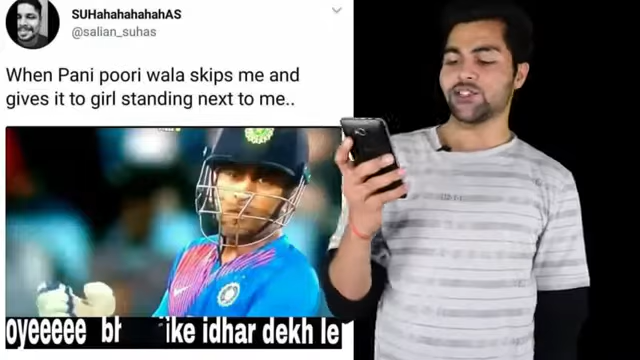 SUHahahahahahAS
@salian_suhas
When Pani poori wala skips me and
gives it to girl standing next to me..
oyeeeee bh ike idhar dekh le